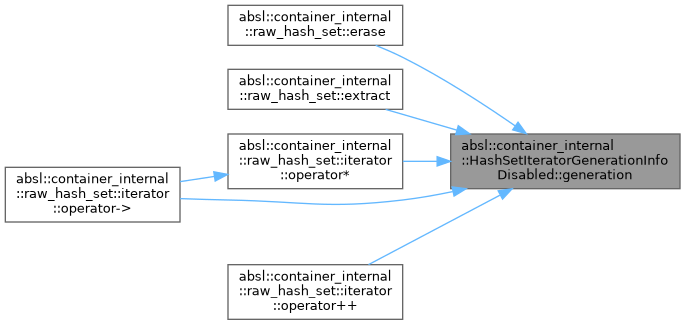 absl::container_internal
::raw_hash_set::erase
absl::container_internal
::raw_hash_set::extract
absl::container_internal
::raw_hash_set::iterator
::operator*
absl::container_internal
::HashSetIteratorGenerationInfo
Disabled::generation
absl::container_internal
::raw_hash_set::iterator
::operator->
absl::container_internal
::raw_hash_set::iterator
::operator++